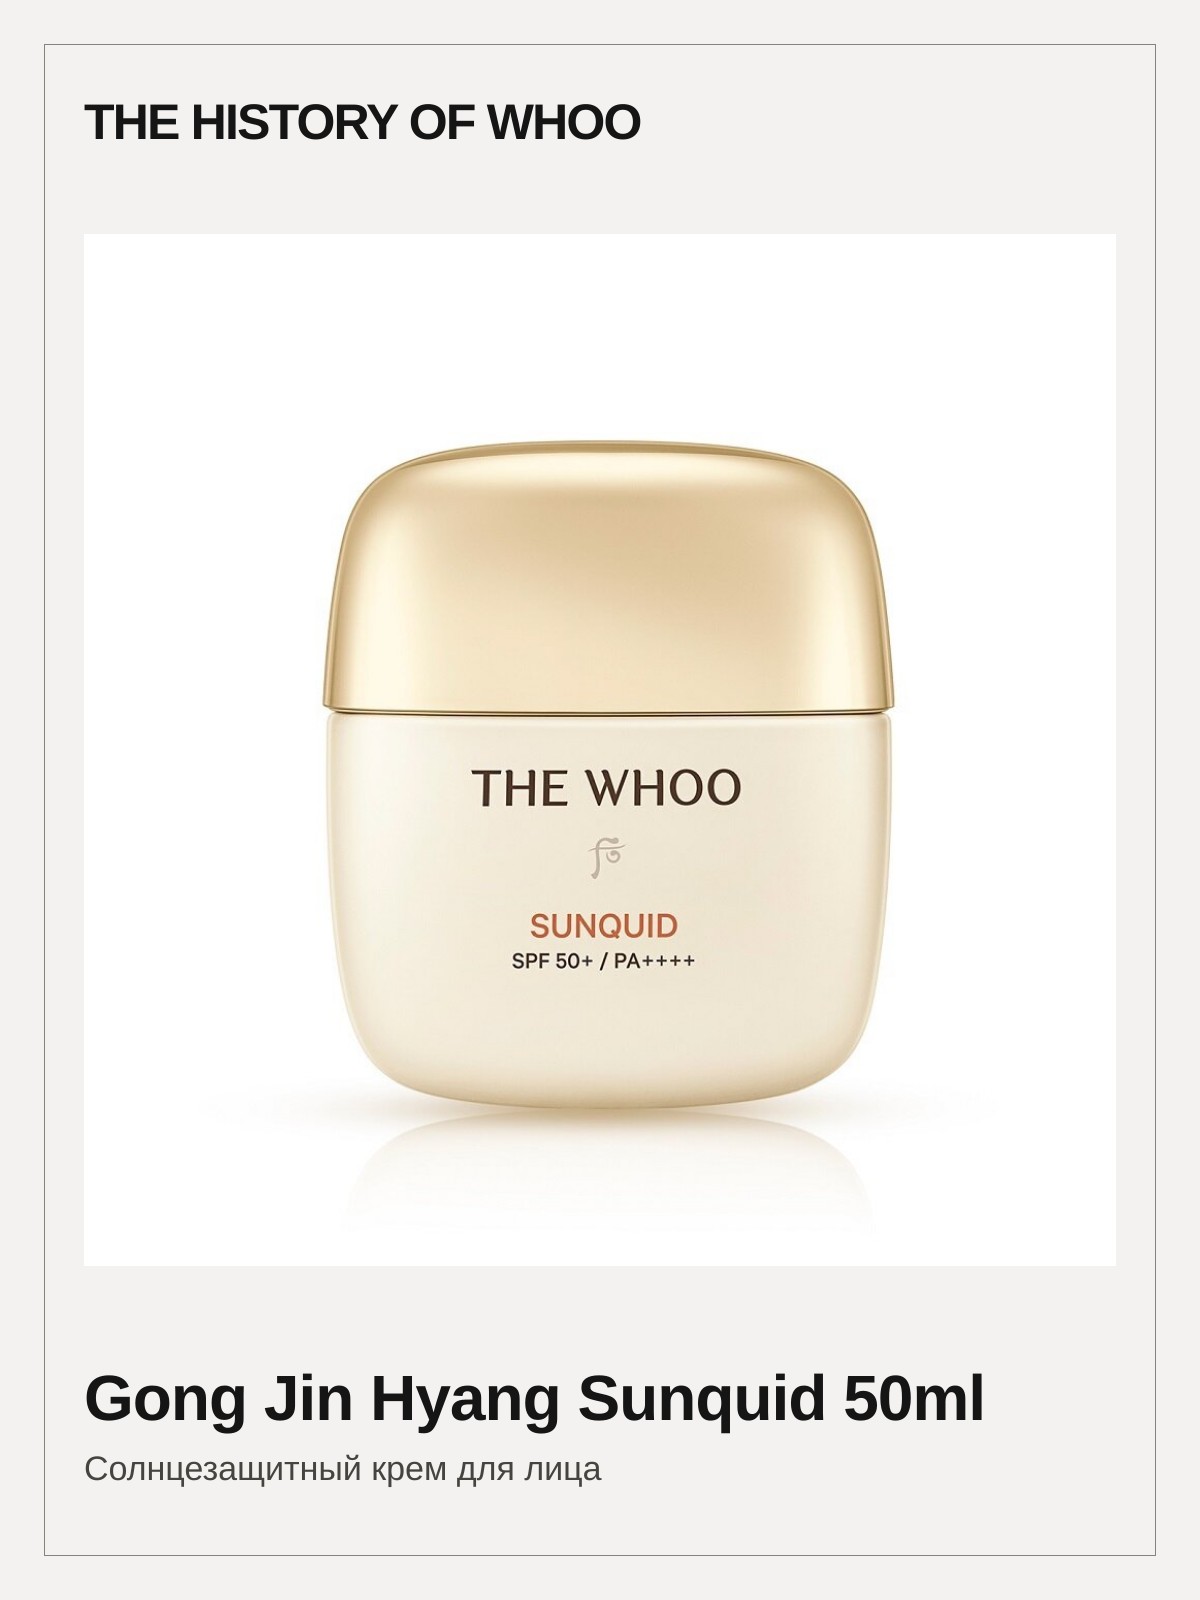 THE HISTORY OF WHOO
THE WHOO
SUNQUID
SPF 50+ / PA++++
Gong Jin Hyang Sunquid 50ml
Солнцезащитный крем для лица